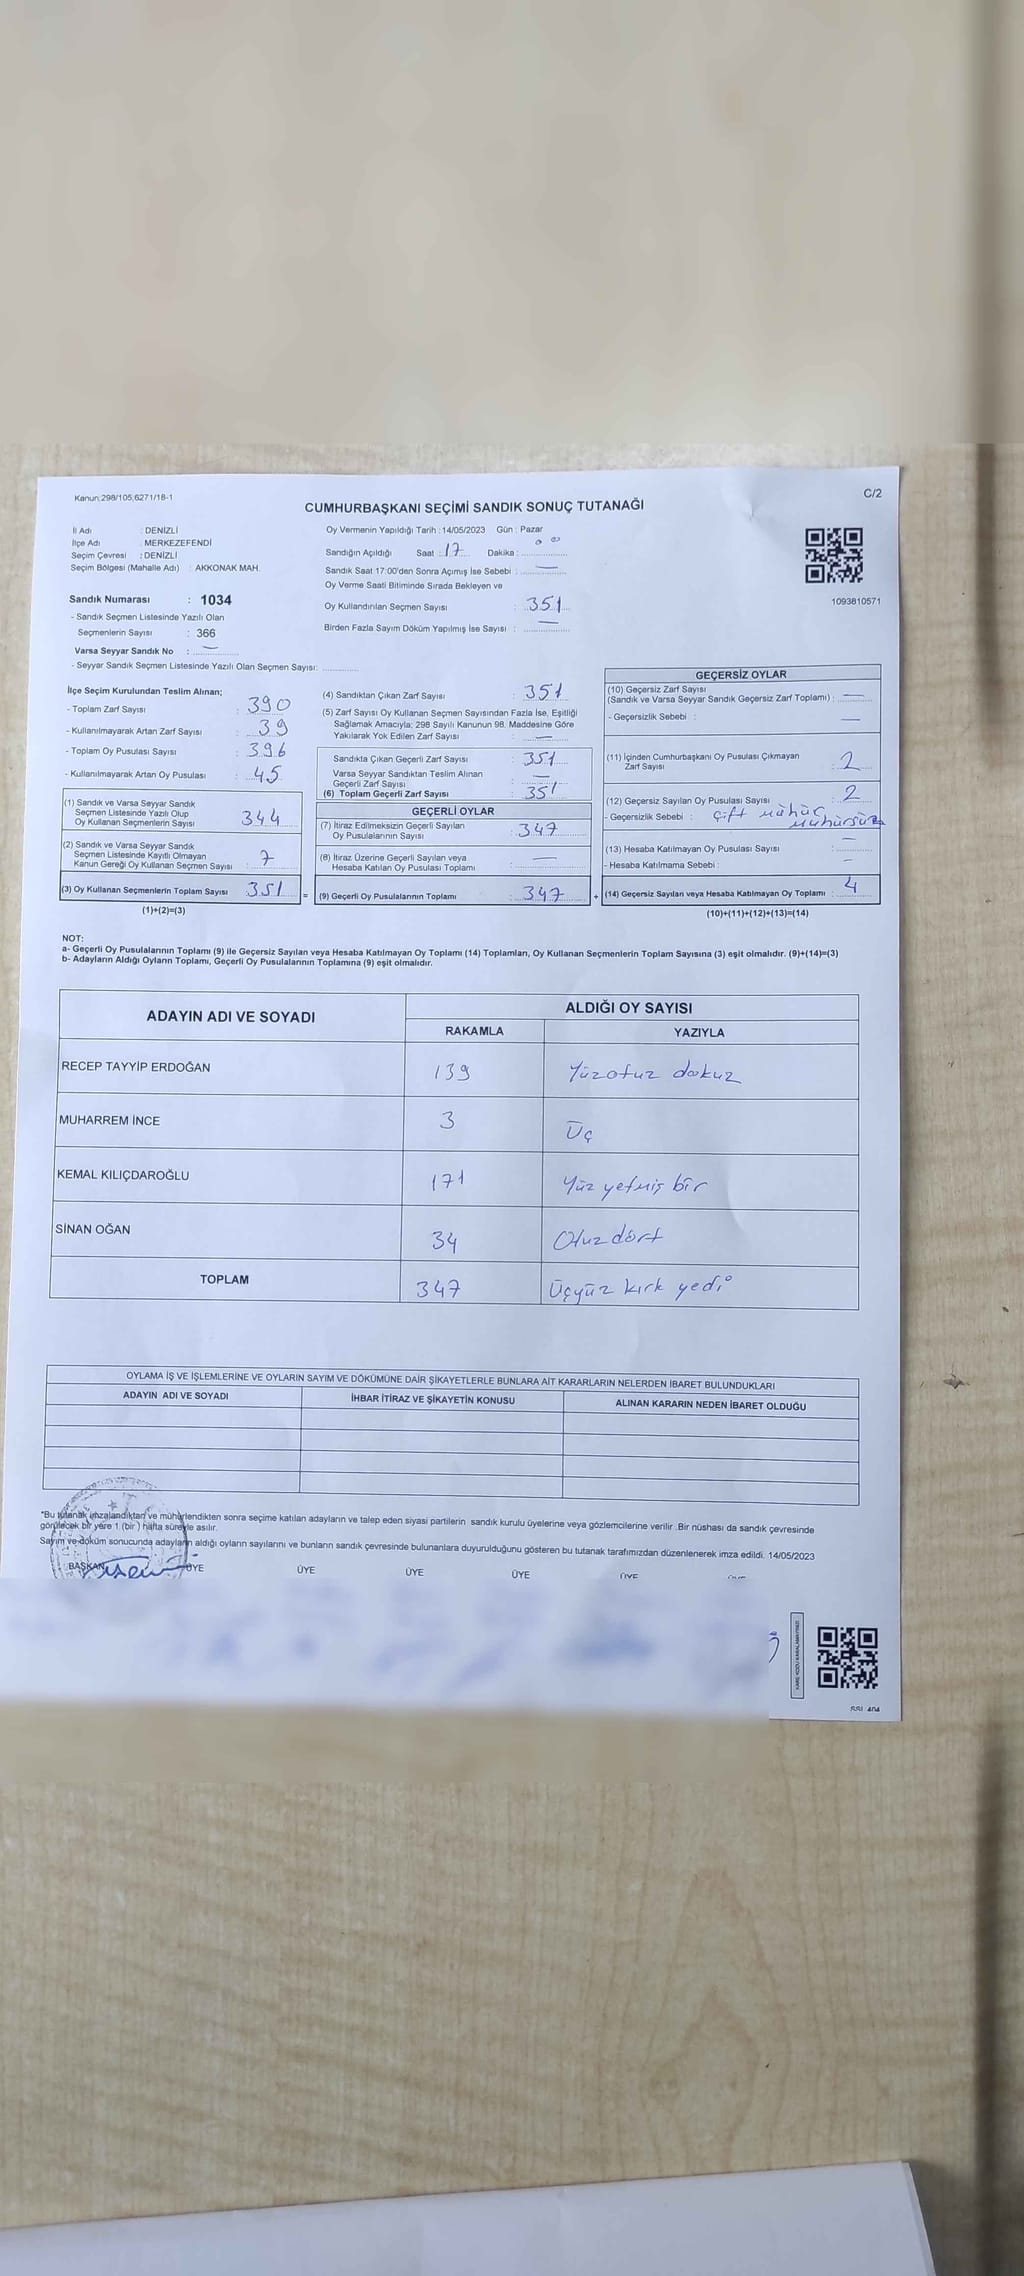 Kanun;298/105,6271/18-1
C/2
CUMHURBAŞKANI SEÇİMİ SANDIK SONUÇ TUTANAĞI
İl Adı : DENİZLİ
İlçe Adı : MERKEZEFENDİ
Seçim Çevresi : DENİZLİ
Seçim Bölgesi (Mahalle Adı) : AKKONAK MAH.
Sandık Numarası : 1034
- Sandık Seçmen Listesinde Yazılı Olan
Seçmenlerin Sayısı : 366
Varsa Seyyar Sandık No : —
- Seyyar Sandık Seçmen Listesinde Yazılı Olan Seçmen Sayısı:
Oy Vermenin Yapıldığı Tarih : 14/05/2023 Gün : Pazar
Sandığın Açıldığı Saat : 17 Dakika : 00
Sandık Saat 17:00'den Sonra Açımış İse Sebebi : —
Oy Verme Saati Bitiminde Sırada Bekleyen ve
Oy Kullandırılan Seçmen Sayısı : 351
Birden Fazla Sayım Döküm Yapılmış İse Sayısı : —
1093810571
İlçe Seçim Kurulundan Teslim Alınan;
- Toplam Zarf Sayısı : 390
- Kullanılmayarak Artan Zarf Sayısı : 39
- Toplam Oy Pusulası Sayısı : 396
- Kullanılmayarak Artan Oy Pusulası : 45
(1) Sandık ve Varsa Seyyar Sandık
Seçmen Listesinde Yazılı Olup
Oy Kullanan Seçmenlerin Sayısı 344
(2) Sandık ve Varsa Seyyar Sandık
Seçmen Listesinde Kayıtlı Olmayan
Kanun Gereği Oy Kullanan Seçmen Sayısı : 7
(3) Oy Kullanan Seçmenlerin Toplam Sayısı 351
(1)+(2)=(3)
(4) Sandıktan Çıkan Zarf Sayısı : 351
(5) Zarf Sayısı Oy Kullanan Seçmen Sayısından Fazla İse, Eşitliği
Sağlamak Amacıyla; 298 Sayılı Kanunun 98. Maddesine Göre
Yakılarak Yok Edilen Zarf Sayısı : —
Sandıkta Çıkan Geçerli Zarf Sayısı : 351
Varsa Seyyar Sandıktan Teslim Alınan
Geçerli Zarf Sayısı : —
(6) Toplam Geçerli Zarf Sayısı : 351
GEÇERLİ OYLAR
(7) İtiraz Edilmeksizin Geçerli Sayılan
Oy Pusulasının Sayısı : 347
(8) İtiraz Üzerine Geçerli Sayılan veya
Hesaba Katılan Oy Pusulası Toplamı : —
= (9) Geçerli Oy Pusulalarının Toplamı : 347 +
GEÇERSİZ OYLAR
(10) Geçersiz Zarf Sayısı
(Sandık ve Varsa Seyyar Sandık Geçersiz Zarf Toplamı) : —
- Geçersizlik Sebebi : —
(11) İçinden Cumhurbaşkanı Oy Pusulası Çıkmayan
Zarf Sayısı : 2
(12) Geçersiz Sayılan Oy Pusulası Sayısı : 2
- Geçersizlik Sebebi : Çift mühür
mühürsüz
(13) Hesaba Katılmayan Oy Pusulası Sayısı : —
- Hesaba Katılmama Sebebi : —
(14) Geçersiz Sayılan veya Hesaba Katılmayan Oy Toplamı : 4
(10)+(11)+(12)+(13)=(14)
NOT:
a- Geçerli Oy Pusulalarının Toplamı (9) ile Geçersiz Sayılan veya Hesaba Katılmayan Oy Toplamı (14) Toplamları, Oy Kullanan Seçmenlerin Toplam Sayısına (3) eşit olmalıdır. (9)+(14)=(3)
b- Adayların Aldığı Oyların Toplamı, Geçerli Oy Pusulalarının Toplamına (9) eşit olmalıdır.
ADAYIN ADI VE SOYADI ALDIĞI OY SAYISI
RAKAMLA YAZIYLA
RECEP TAYYİP ERDOĞAN 139 Yüzotuz dokuz
MUHARREM İNCE 3 Üç
KEMAL KILIÇDAROĞLU 171 Yüz yetmiş bir
SİNAN OĞAN 34 Otuz dört
TOPLAM 347 Üçyüz kırk yedi
OYLAMA İŞ VE İŞLEMLERİNE VE OYLARIN SAYIM VE DÖKÜMÜNE DAİR ŞİKAYETLERLE BUNLARA AİT KARARLARIN NELERDEN İBARET BULUNDUKLARI
ADAYIN ADI VE SOYADI İHBAR İTİRAZ VE ŞİKAYETİN KONUSU ALINAN KARARIN NEDEN İBARET OLDUĞU
*Bu tutanak imzalandıktan ve mühürlendikten sonra seçime katılan adayların ve talep eden siyasi partilerin sandık kurulu üyelerine veya gözlemcilerine verilir .Bir nüshası da sandık çevresinde
görülecek bir yere 1 (bir ) hafta süreyle asılır.
Sayım ve döküm sonucunda adayların aldığı oyların sayılarını ve bunların sandık çevresinde bulunanlara duyurulduğunu gösteren bu tutanak tarafımızdan düzenlenerek imza edildi. 14/05/2023
BAŞKAN ÜYE ÜYE ÜYE ÜYE ÜYE